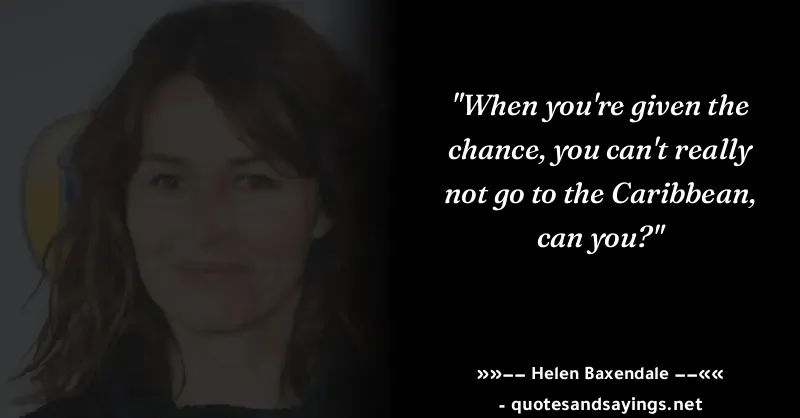 "When you're given the
chance, you can't really
not go to the Caribbean,
can you?"
»»−− Helen Baxendale −−««
- quotesandsayings.net